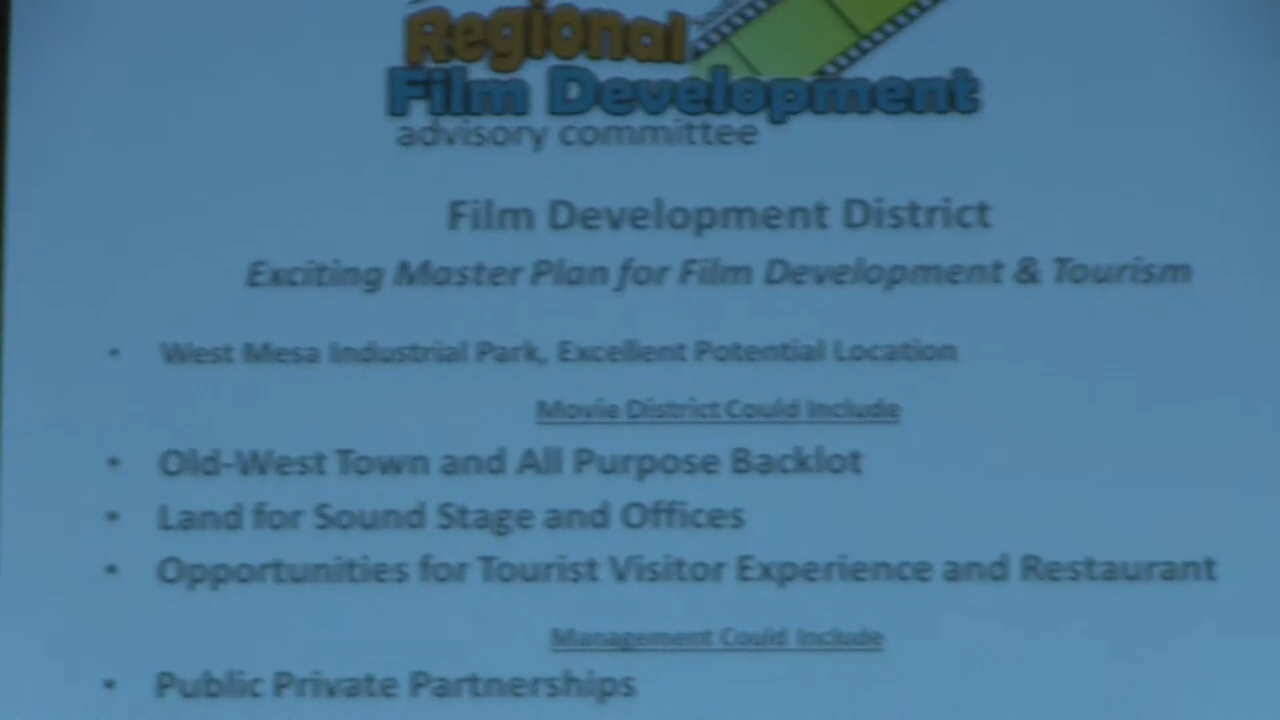 Regional
Film Development
advisory committee
Film Development District
Exciting Master Plan for Film Development & Tourism
• West Mesa Industrial Park, Excellent Potential Location
Movie District Could Include
• Old-West Town and All Purpose Backlot
• Land for Sound Stage and Offices
• Opportunities for Tourist Visitor Experience and Restaurant
Management Could Include
• Public Private Partnerships